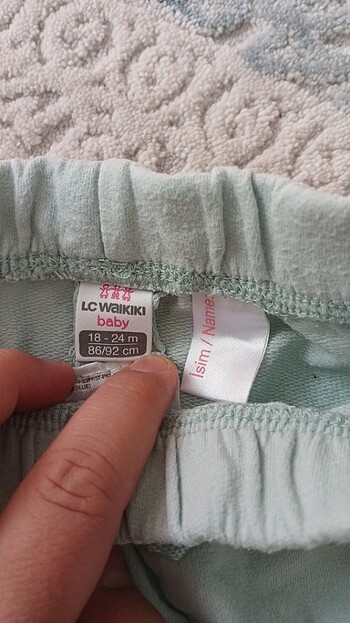 LC WAIKIKI
baby
18 - 24 m
86/92 cm
İsim / Name: